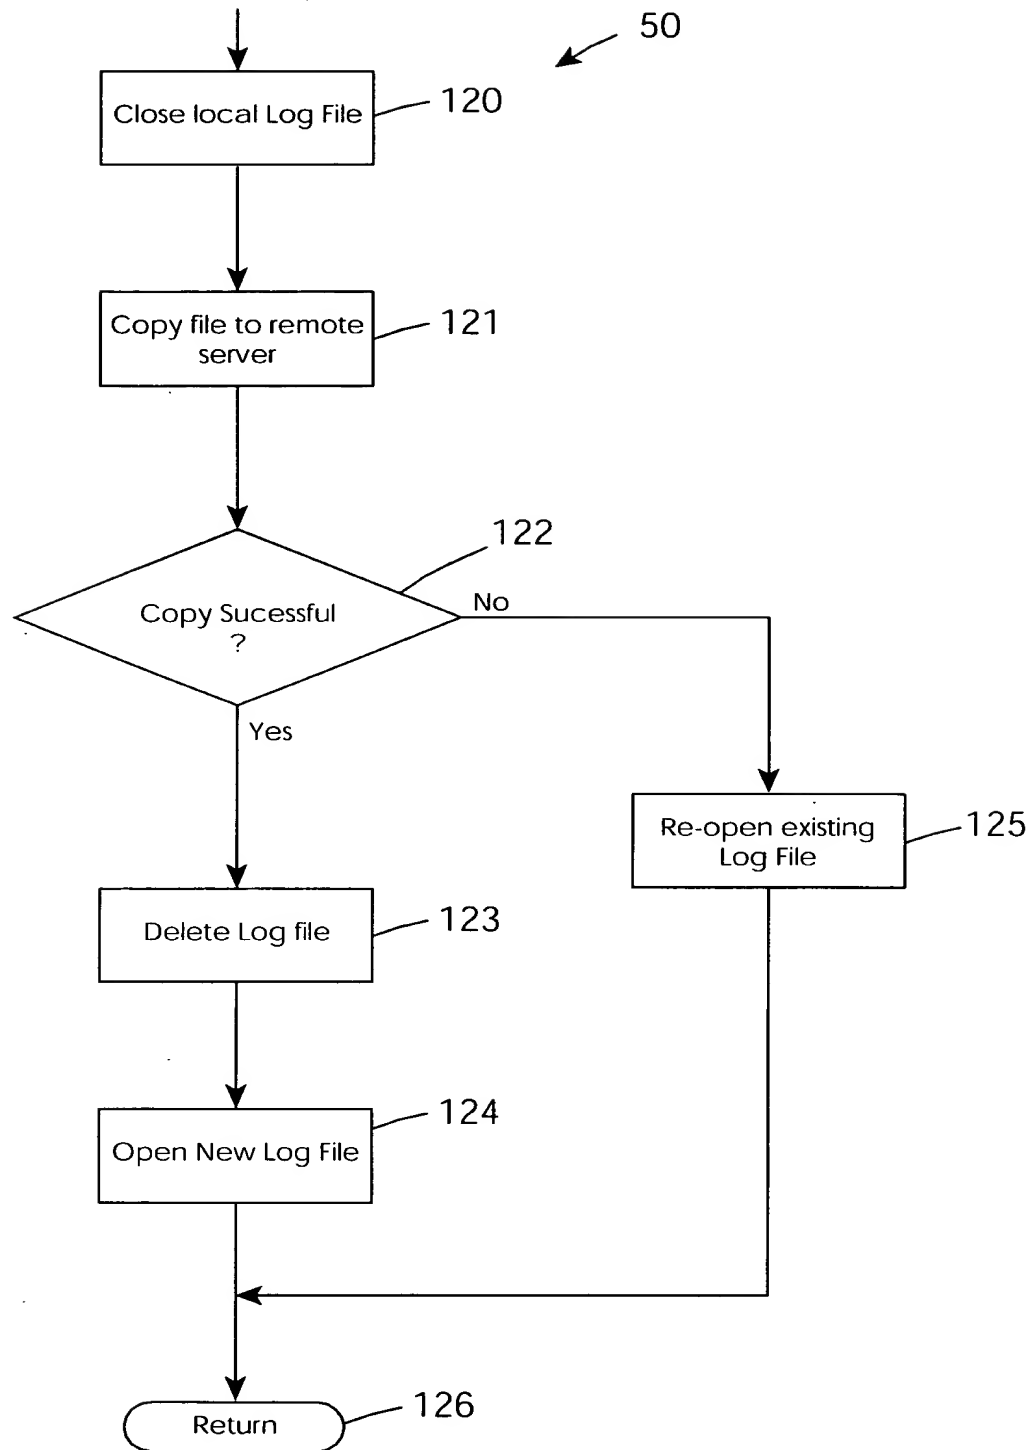 50
Close local Log File
120
Copy file to remote
server
121
122
Copy Sucessful
?
No
Yes
Re-open existing
Log File
125
Delete Log file
123
124
Open New Log File
Return
126